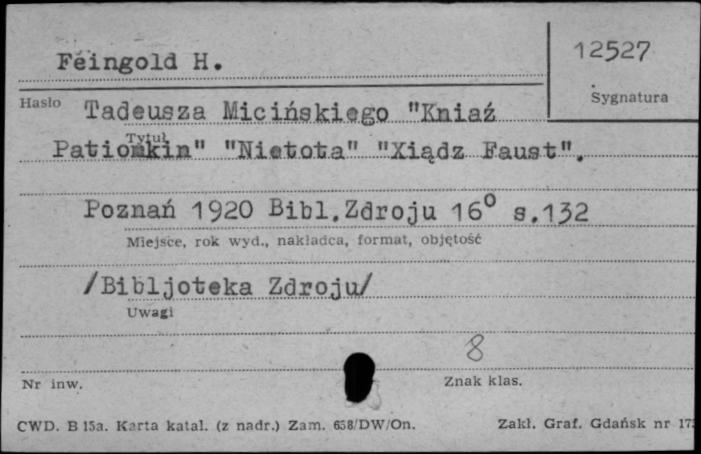 Feingold H.
12527
Hasło
Sygnatura
Tadeusza Micińskiego "Kniaź
Tytuł
Patiomkin" "Nietota" "Xiądz Faust".
Poznań 1920 Bibl.Zdroju 16° s.132
Miejsce, rok wyd., nakładca, format, objętość
/Bibljoteka Zdroju/
Uwagi
8
Nr inw.
Znak klas.
CWD. B 15a. Karta katal. (z nadr.) Zam. 658/DW/On.
Zakł. Graf. Gdańsk nr